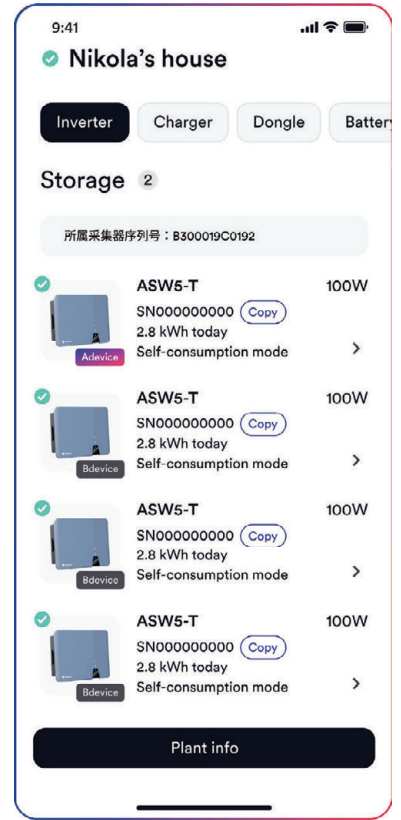 9:41
Nikola's house
Inverter Charger Dongle Battery
Storage 2
所属采集器序列号：B300019C0192
ASW5-T 100W
SN000000000 Copy
2.8 kWh today
Adevice Self-consumption mode
ASW5-T 100W
SN000000000 Copy
2.8 kWh today
Bdevice Self-consumption mode
ASW5-T 100W
SN000000000 Copy
2.8 kWh today
Bdevice Self-consumption mode
ASW5-T 100W
SN000000000 Copy
2.8 kWh today
Bdevice Self-consumption mode
Plant info